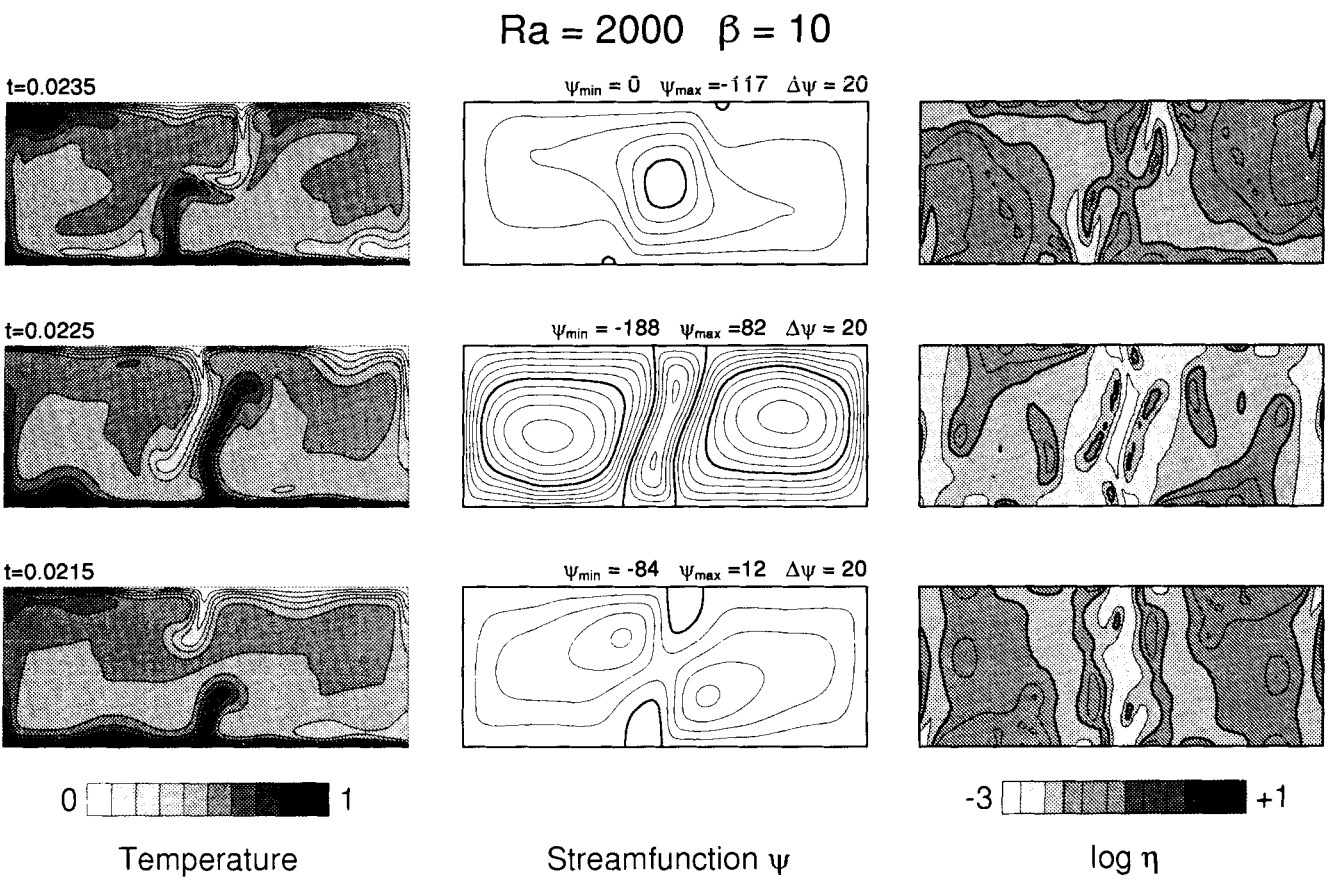 Ra = 2000 β = 10
t=0.0235
ψmin = 0 ψmax =-117 Δψ = 20
t=0.0225
ψmin = -188 ψmax =82 Δψ = 20
t=0.0215
ψmin = -84 ψmax =12 Δψ = 20
0 1
-3 +1
Temperature
Streamfunction ψ
log η